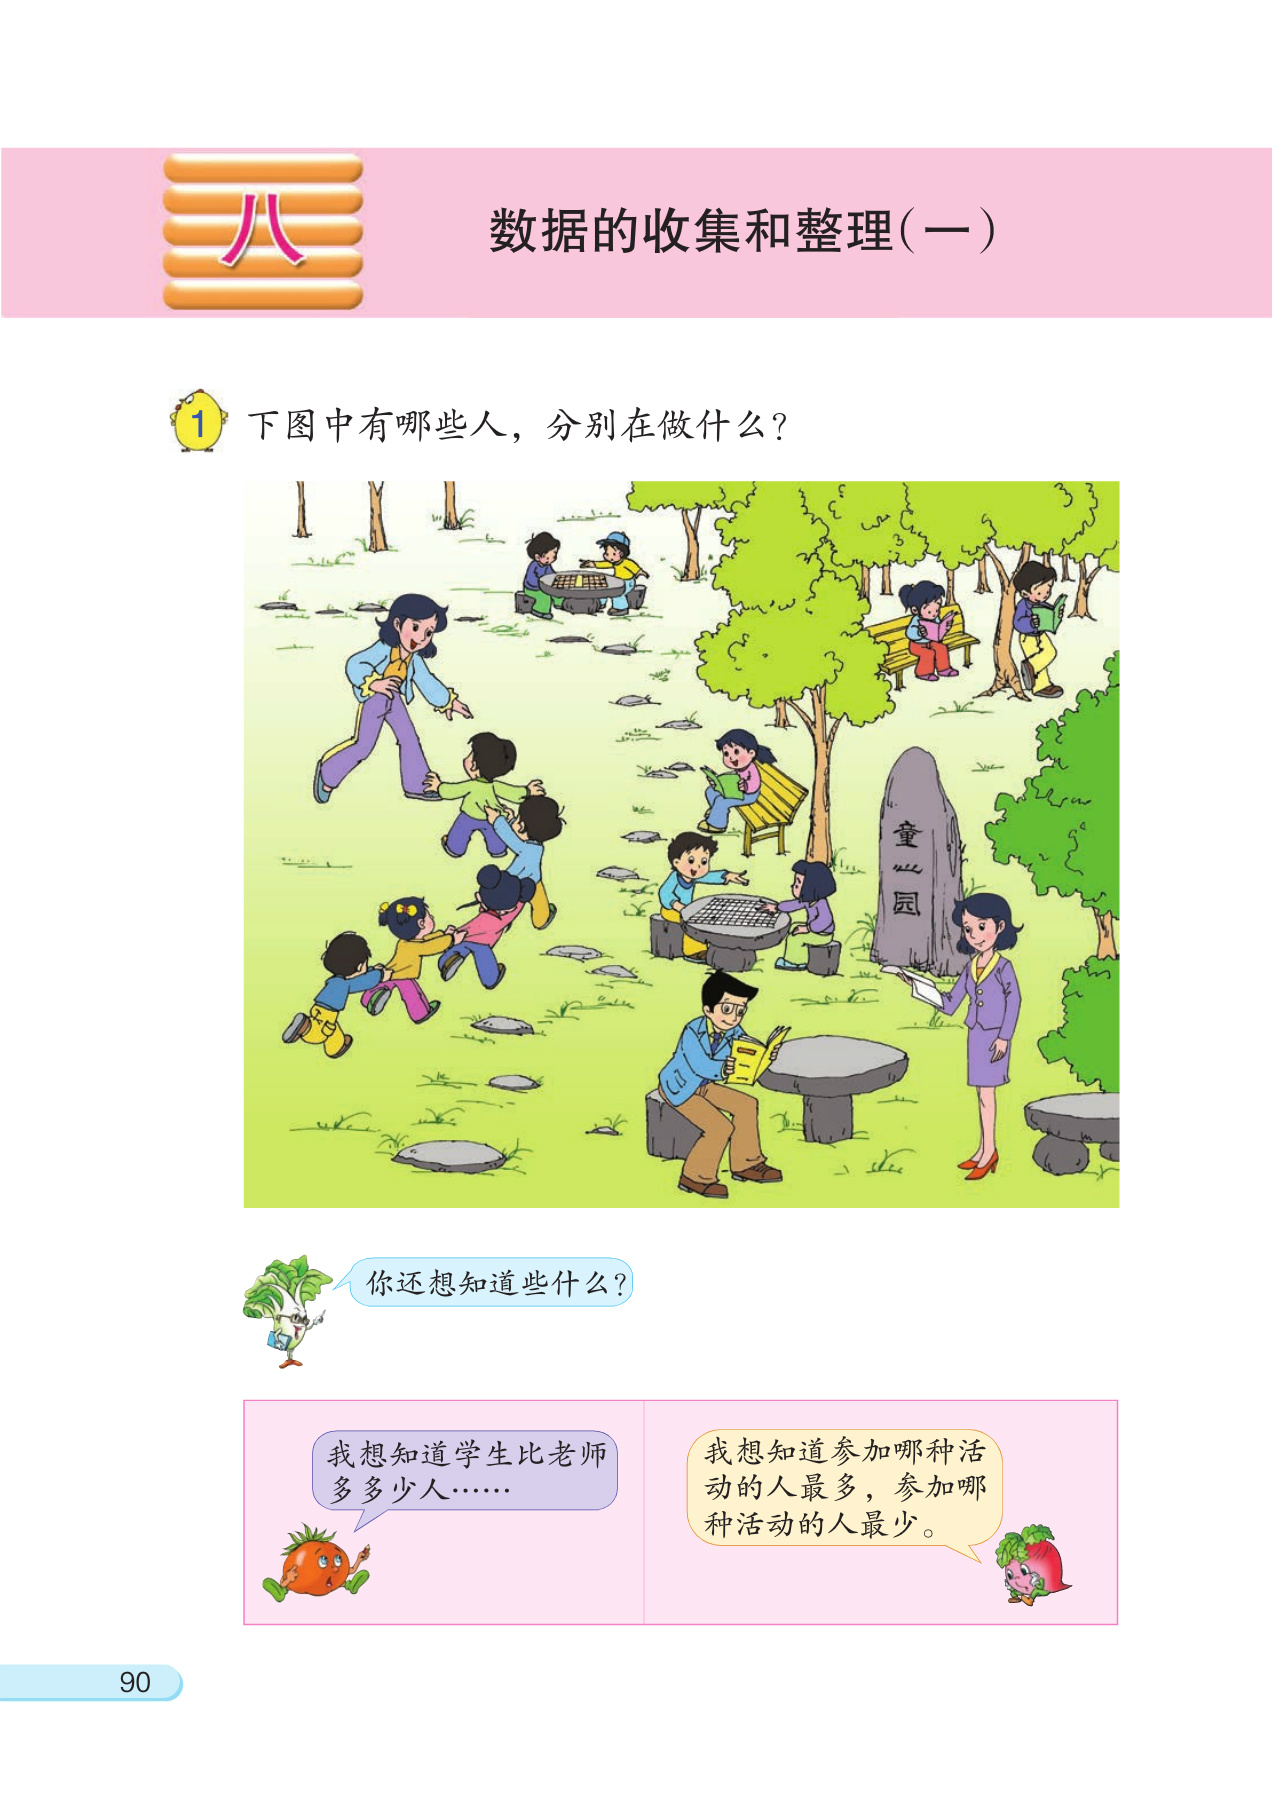 八
数据的收集和整理(一)
1 下图中有哪些人，分别在做什么?
童心园
你还想知道些什么?
我想知道学生比老师
多多少人……
我想知道参加哪种活
动的人最多，参加哪
种活动的人最少。
90